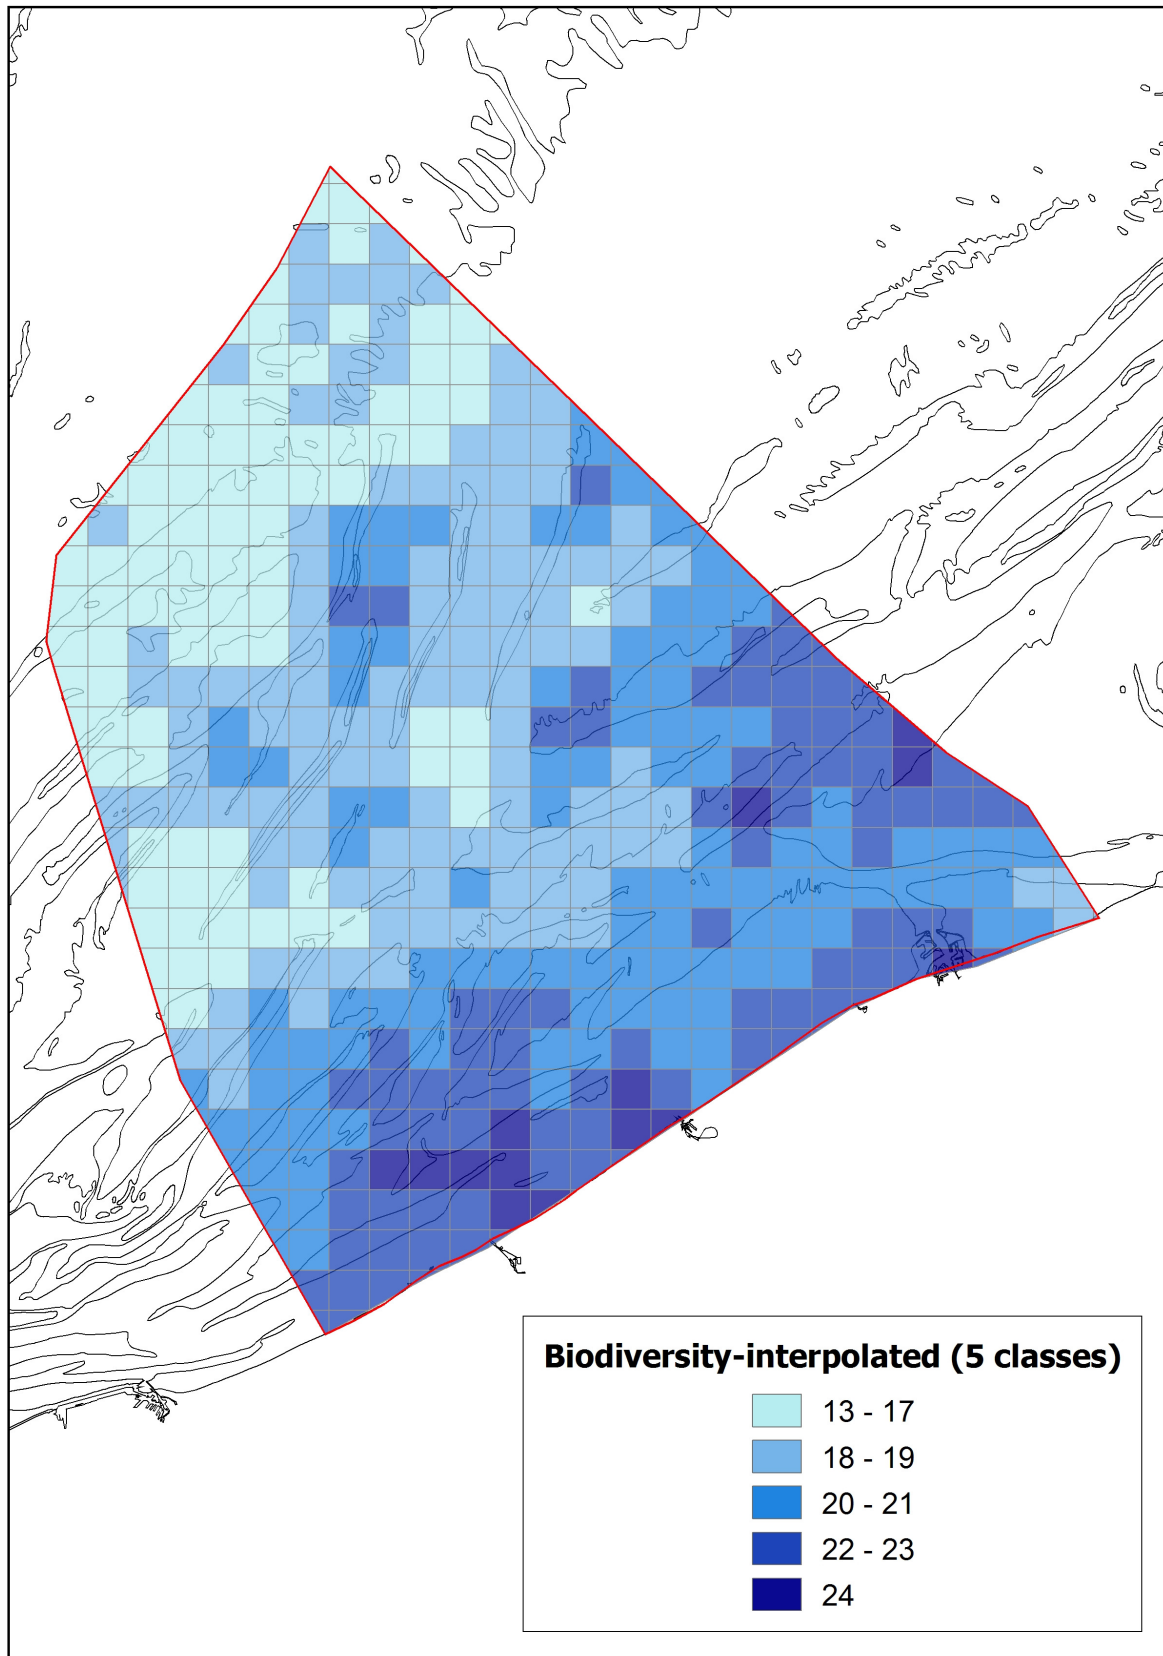 Biodiversity-interpolated (5 classes)
13 - 17
18 - 19
20 - 21
22 - 23
24